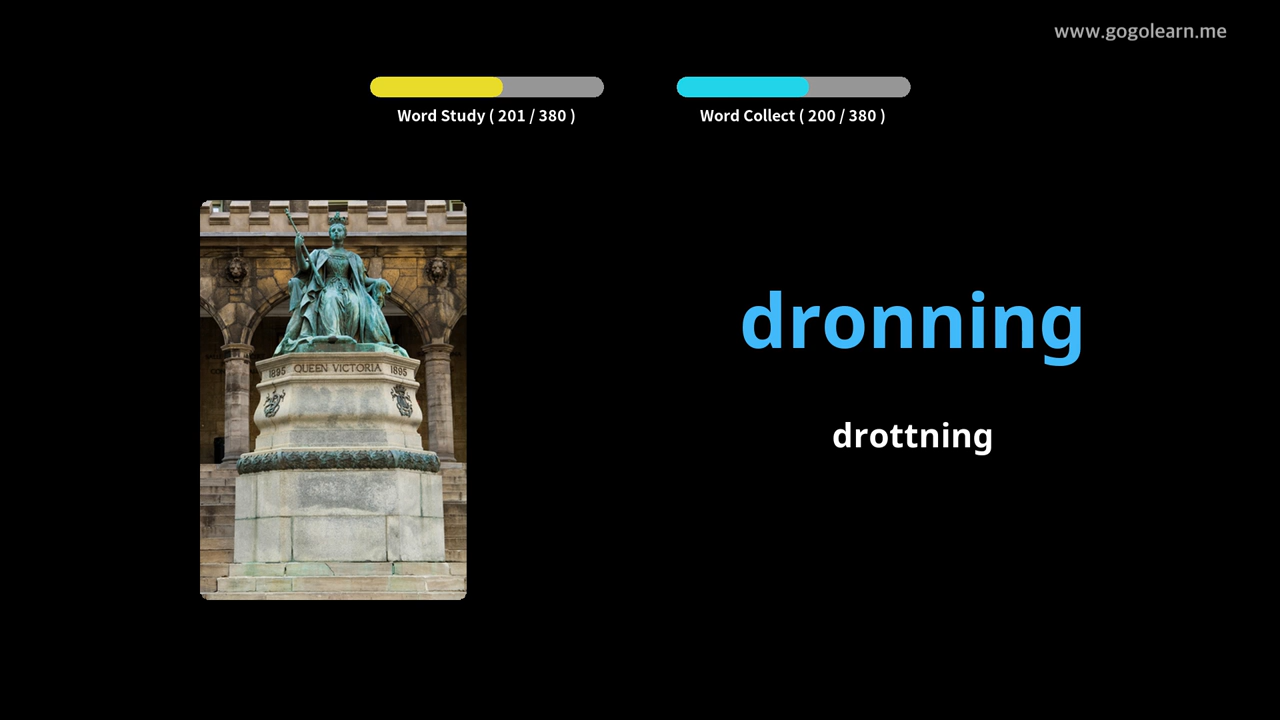 www.gogolearn.me
Word Study ( 201 / 380 )
Word Collect ( 200 / 380 )
1895 QUEEN VICTORIA 1895
dronning
drottning